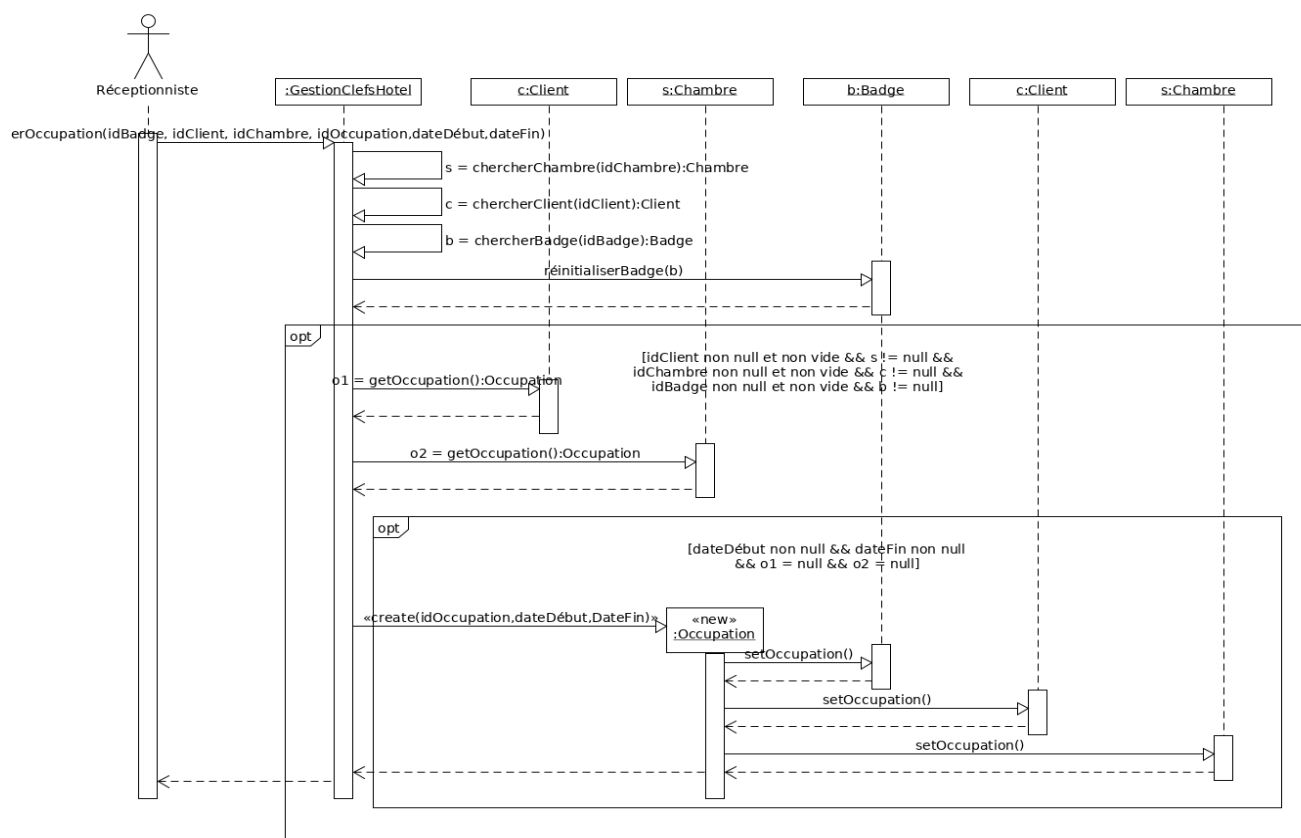 Réceptionniste
:GestionClefsHotel
c:Client
s:Chambre
b:Badge
c:Client
s:Chambre
erOccupation(idBadge, idClient, idChambre, idOccupation,dateDébut,dateFin)
s = chercherChambre(idChambre):Chambre
c = chercherClient(idClient):Client
b = chercherBadge(idBadge):Badge
réinitialiserBadge(b)
opt
[idClient non null et non vide && s != null &&
idChambre non null et non vide && c != null &&
idBadge non null et non vide && b != null]
o1 = getOccupation():Occupation
o2 = getOccupation():Occupation
opt
[dateDébut non null && dateFin non null
&& o1 = null && o2 = null]
«create(idOccupation,dateDébut,DateFin)»
«new»
:Occupation
setOccupation()
setOccupation()
setOccupation()